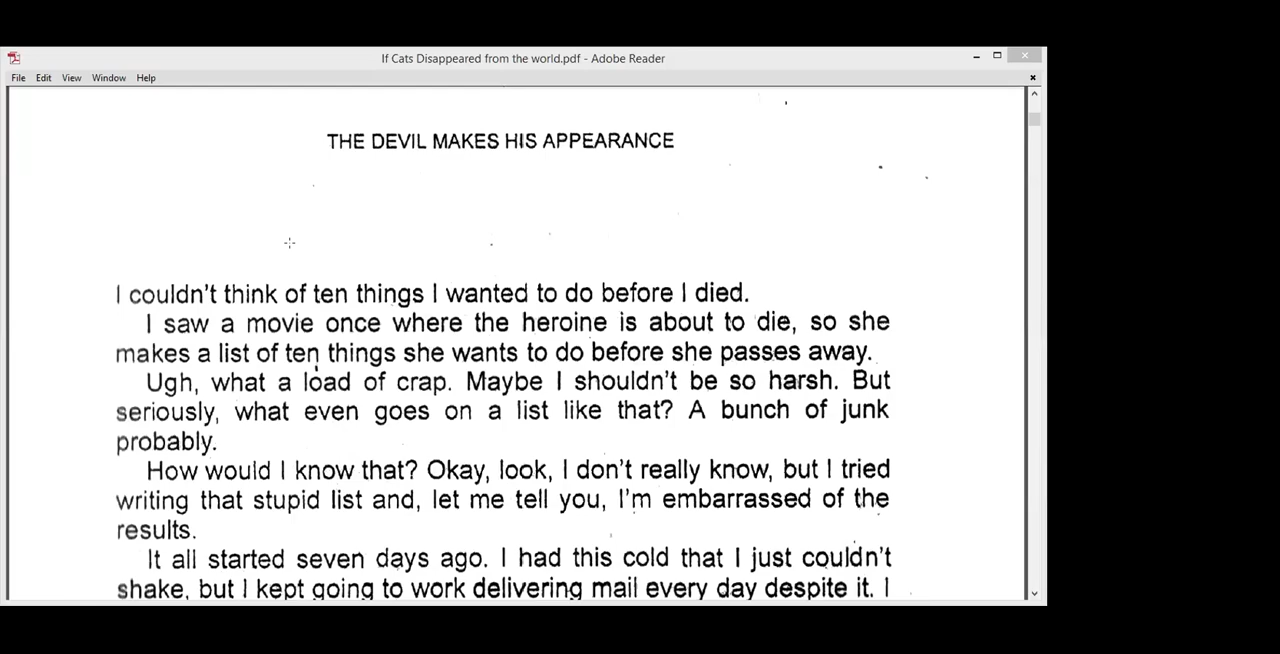 If Cats Disappeared from the world.pdf - Adobe Reader
File Edit View Window Help
THE DEVIL MAKES HIS APPEARANCE
I couldn't think of ten things I wanted to do before I died.
I saw a movie once where the heroine is about to die, so she
makes a list of ten things she wants to do before she passes away.
Ugh, what a load of crap. Maybe I shouldn't be so harsh. But
seriously, what even goes on a list like that? A bunch of junk
probably.
How would I know that? Okay, look, I don't really know, but I tried
writing that stupid list and, let me tell you, I'm embarrassed of the
results.
It all started seven days ago. I had this cold that I just couldn't
shake, but I kept going to work delivering mail every day despite it. I